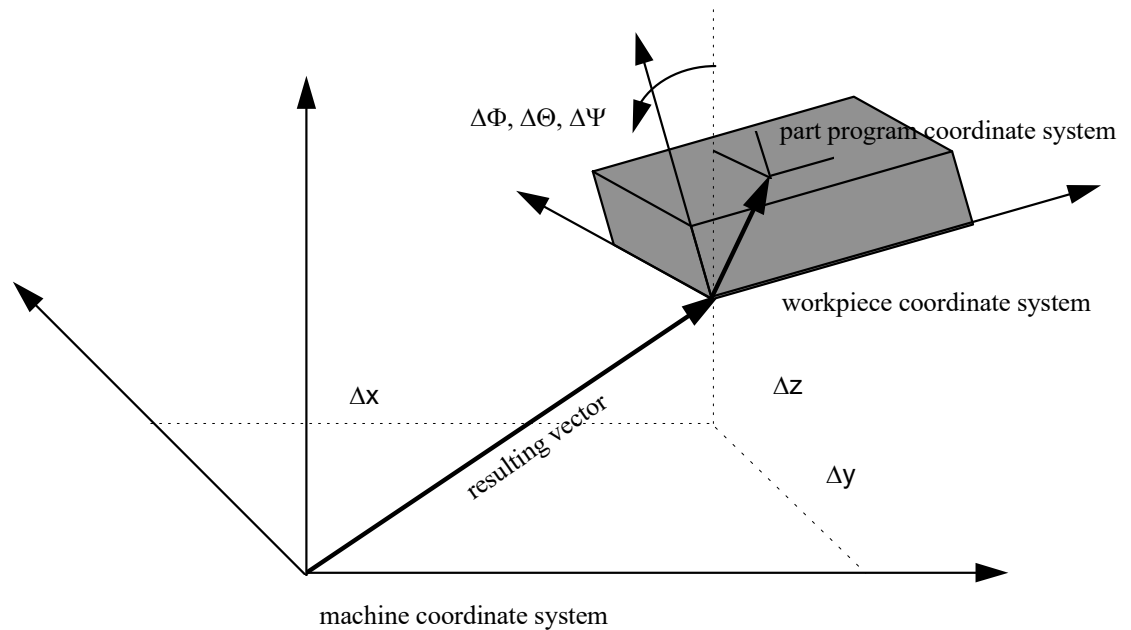 ΔΦ, ΔΘ, ΔΨ
part program coordinate system
workpiece coordinate system
Δx
Δz
resulting vector
Δy
machine coordinate system